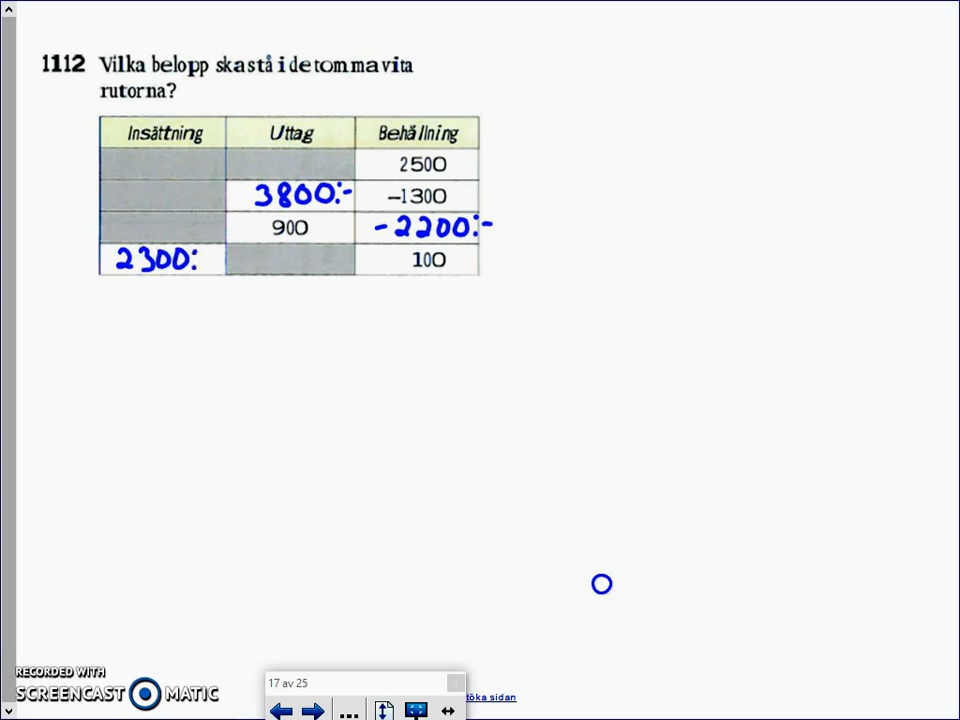 1112 Vilka belopp ska stå i de tomma vita
rutorna?
Insättning Uttag Behållning
2500
3800:- -1300
900 -2200:-
2300: 100
RECORDED WITH
SCREENCAST MATIC
17 av 25
töka sidan